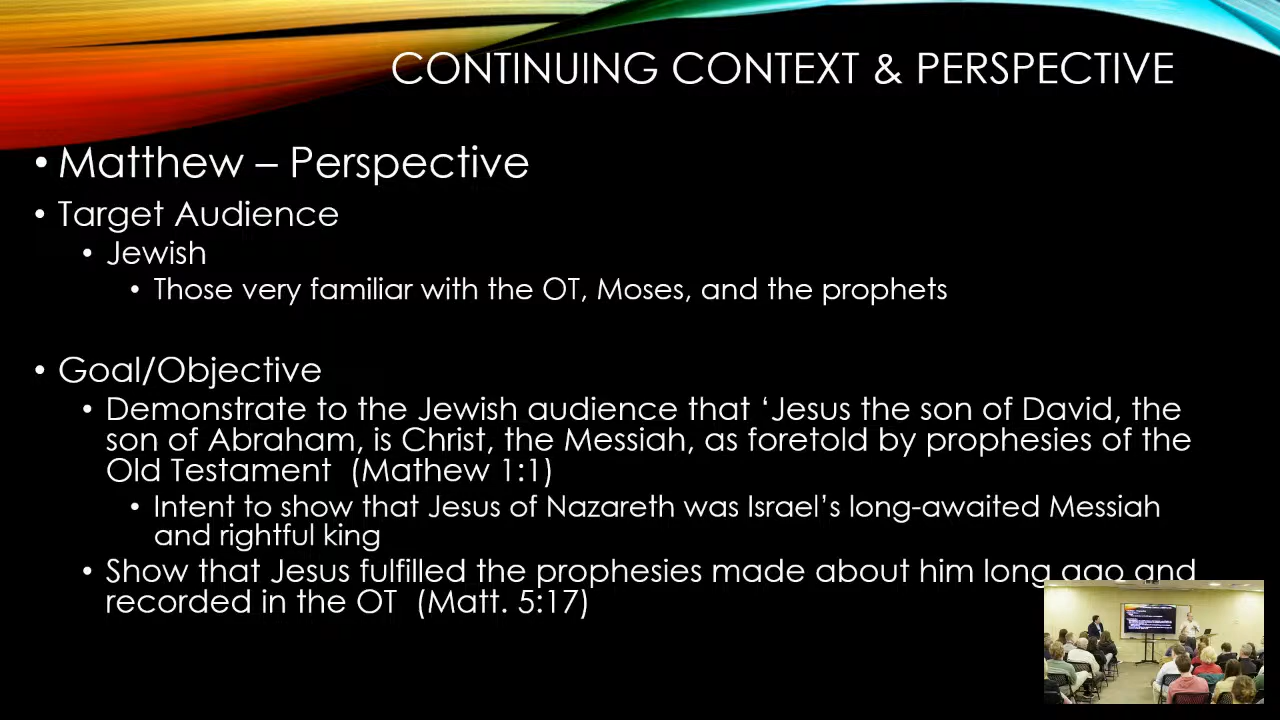 CONTINUING CONTEXT & PERSPECTIVE
• Matthew – Perspective
• Target Audience
• Jewish
• Those very familiar with the OT, Moses, and the prophets
• Goal/Objective
• Demonstrate to the Jewish audience that ‘Jesus the son of David, the
son of Abraham, is Christ, the Messiah, as foretold by prophesies of the
Old Testament (Mathew 1:1)
• Intent to show that Jesus of Nazareth was Israel’s long-awaited Messiah
and rightful king
• Show that Jesus fulfilled the prophesies made about him long ago and
recorded in the OT (Matt. 5:17)